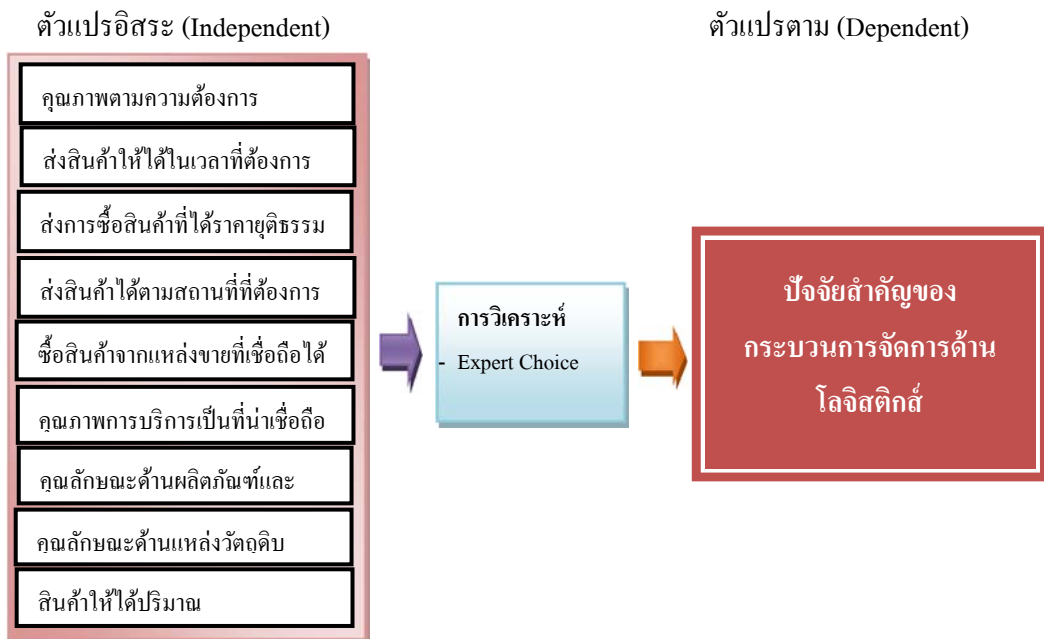 ตัวแปรอิสระ (Independent)
ตัวแปรตาม (Dependent)
คุณภาพตามความต้องการ
ส่งสินค้าให้ได้ในเวลาที่ต้องการ
ส่งการซื้อสินค้าที่ได้ราคายุติธรรม
ส่งสินค้าได้ตามสถานที่ที่ต้องการ
ซื้อสินค้าจากแหล่งขายที่เชื่อถือได้
คุณภาพการบริการเป็นที่น่าเชื่อถือ
คุณลักษณะด้านผลิตภัณฑ์และ
คุณลักษณะด้านแหล่งวัตถุดิบ
สินค้าให้ได้ปริมาณ
การวิเคราะห์
- Expert Choice
ปัจจัยสำคัญของ
กระบวนการจัดการด้าน
โลจิสติกส์